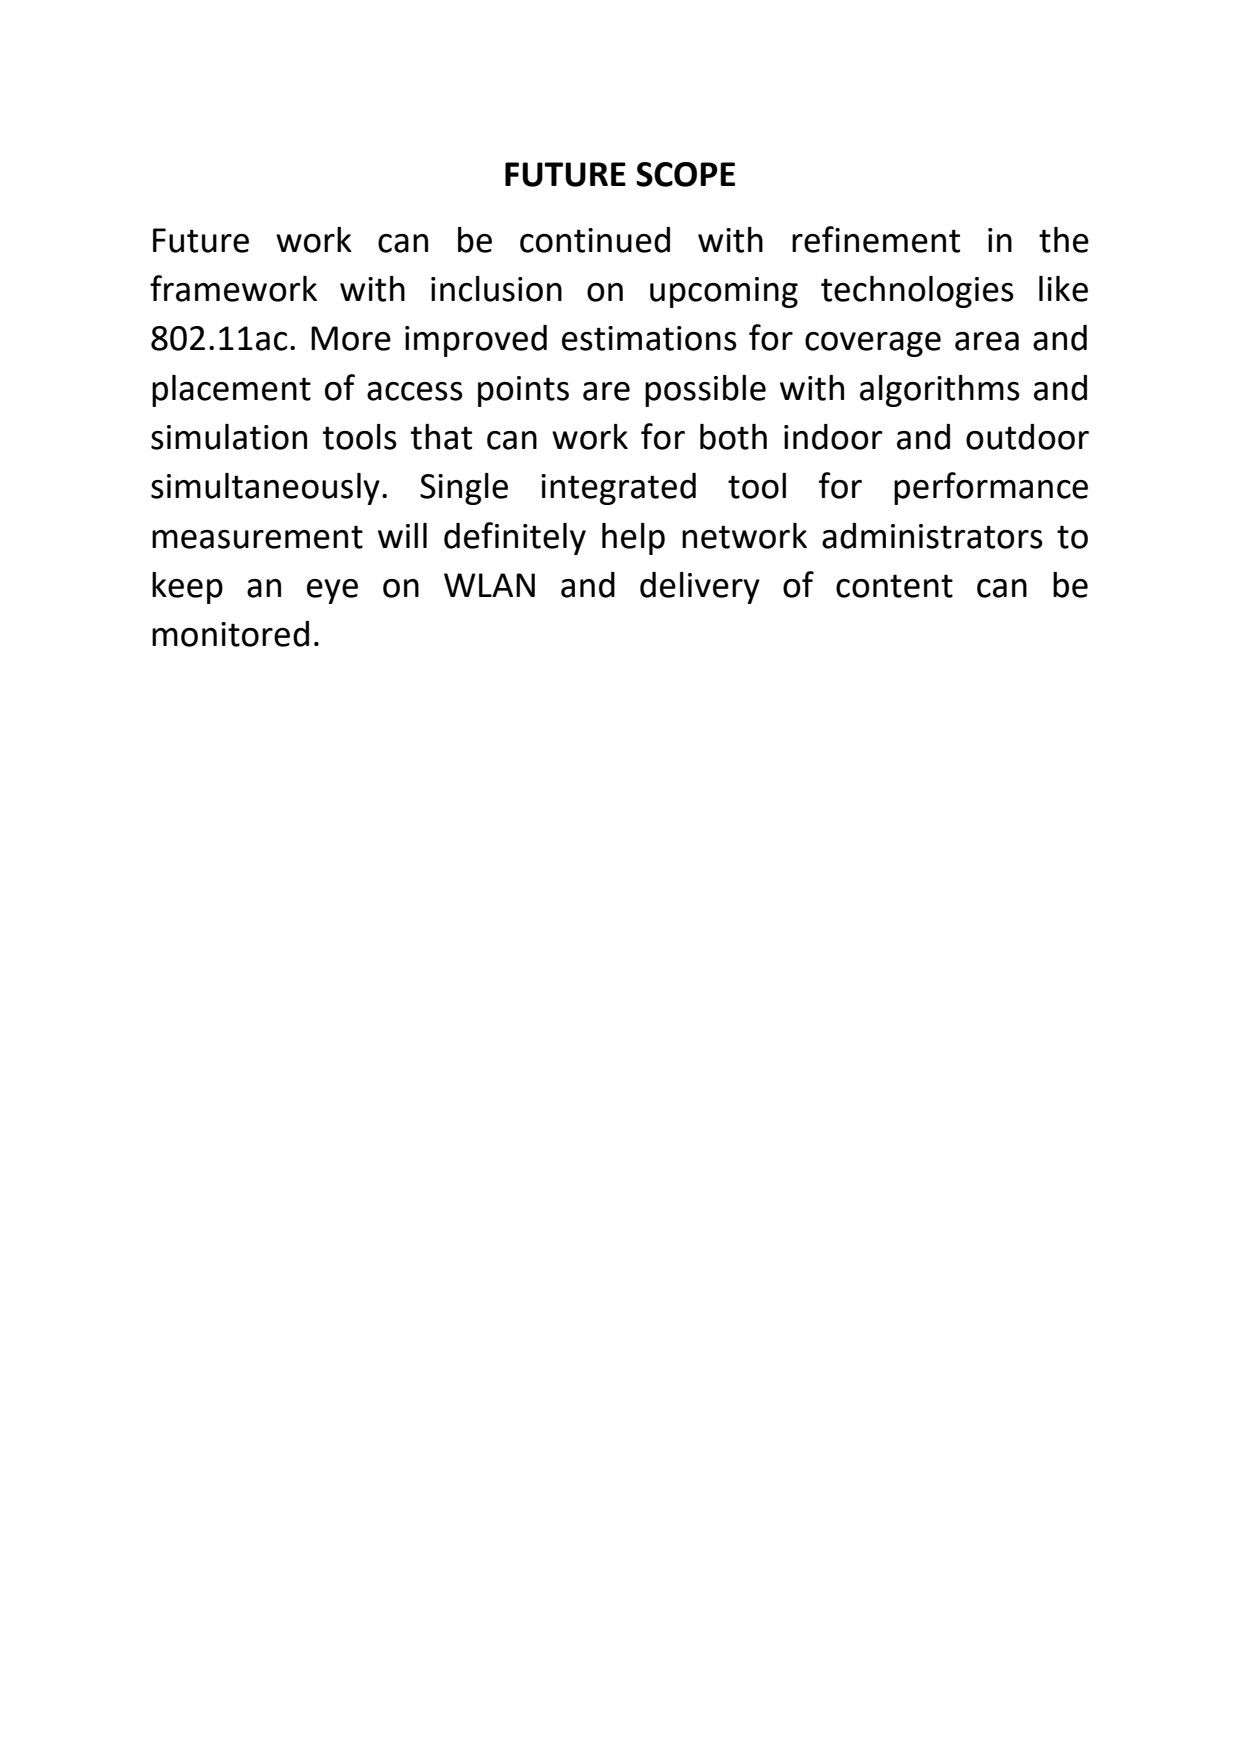 FUTURE SCOPE
Future work can be continued with refinement in the
framework with inclusion on upcoming technologies like
802.11ac. More improved estimations for coverage area and
placement of access points are possible with algorithms and
simulation tools that can work for both indoor and outdoor
simultaneously. Single integrated tool for performance
measurement will definitely help network administrators to
keep an eye on WLAN and delivery of content can be
monitored.